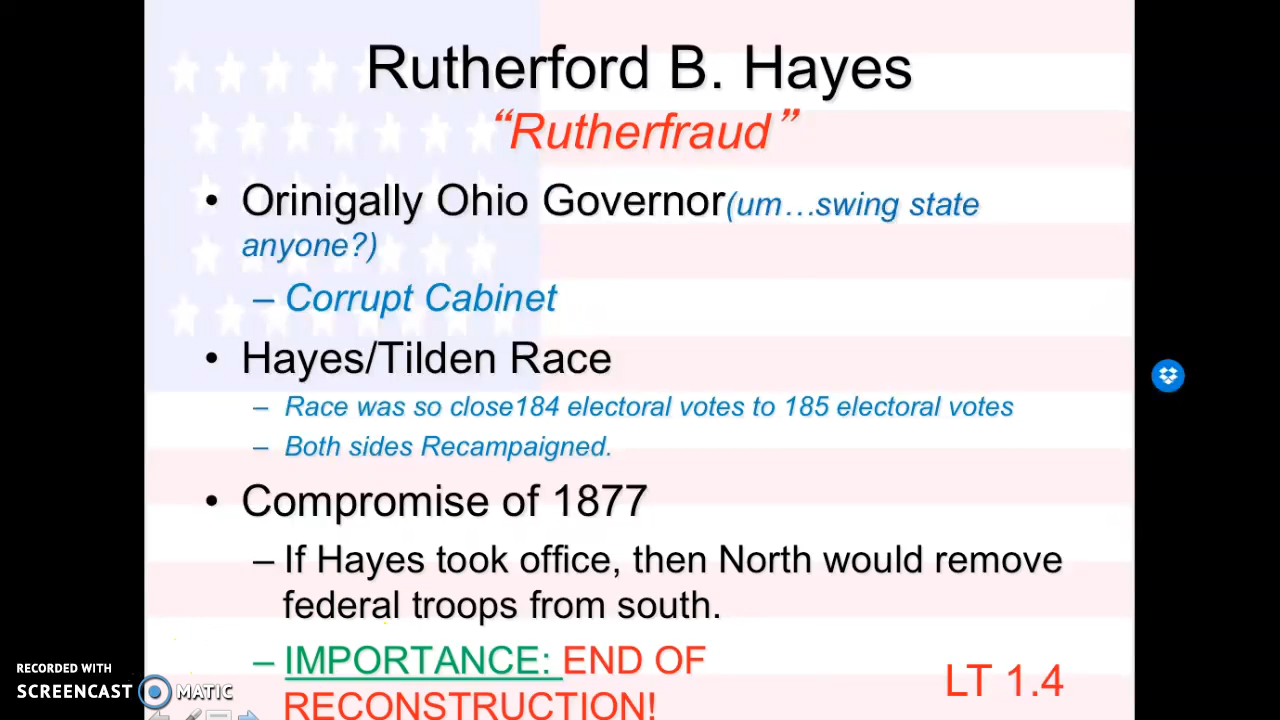 Rutherford B. Hayes
“Rutherfraud”
• Orinigally Ohio Governor(um…swing state
anyone?)
– Corrupt Cabinet
• Hayes/Tilden Race
– Race was so close184 electoral votes to 185 electoral votes
– Both sides Recampaigned.
• Compromise of 1877
– If Hayes took office, then North would remove
federal troops from south.
– IMPORTANCE: END OF
RECONSTRUCTION!
LT 1.4
RECORDED WITH
SCREENCAST MATIC